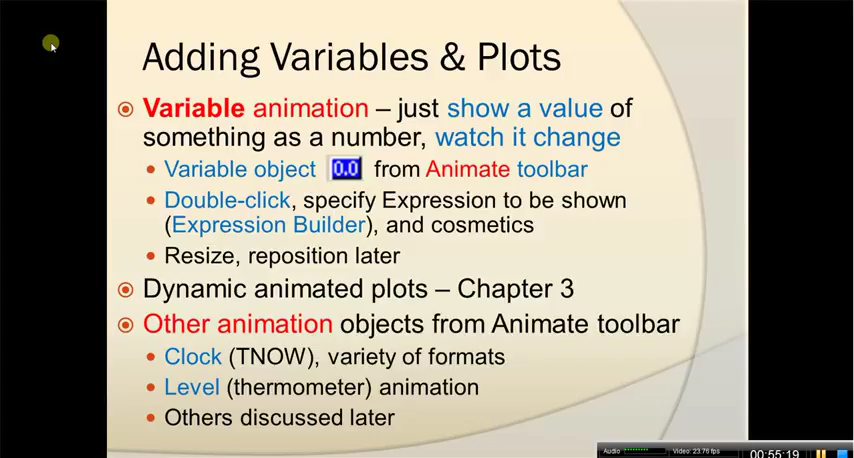 Adding Variables & Plots
Variable animation – just show a value of
something as a number, watch it change
Variable object 0.0 from Animate toolbar
Double-click, specify Expression to be shown
(Expression Builder), and cosmetics
Resize, reposition later
Dynamic animated plots – Chapter 3
Other animation objects from Animate toolbar
Clock (TNOW), variety of formats
Level (thermometer) animation
Others discussed later
Audio Video: 23.76 fps 00:55:19